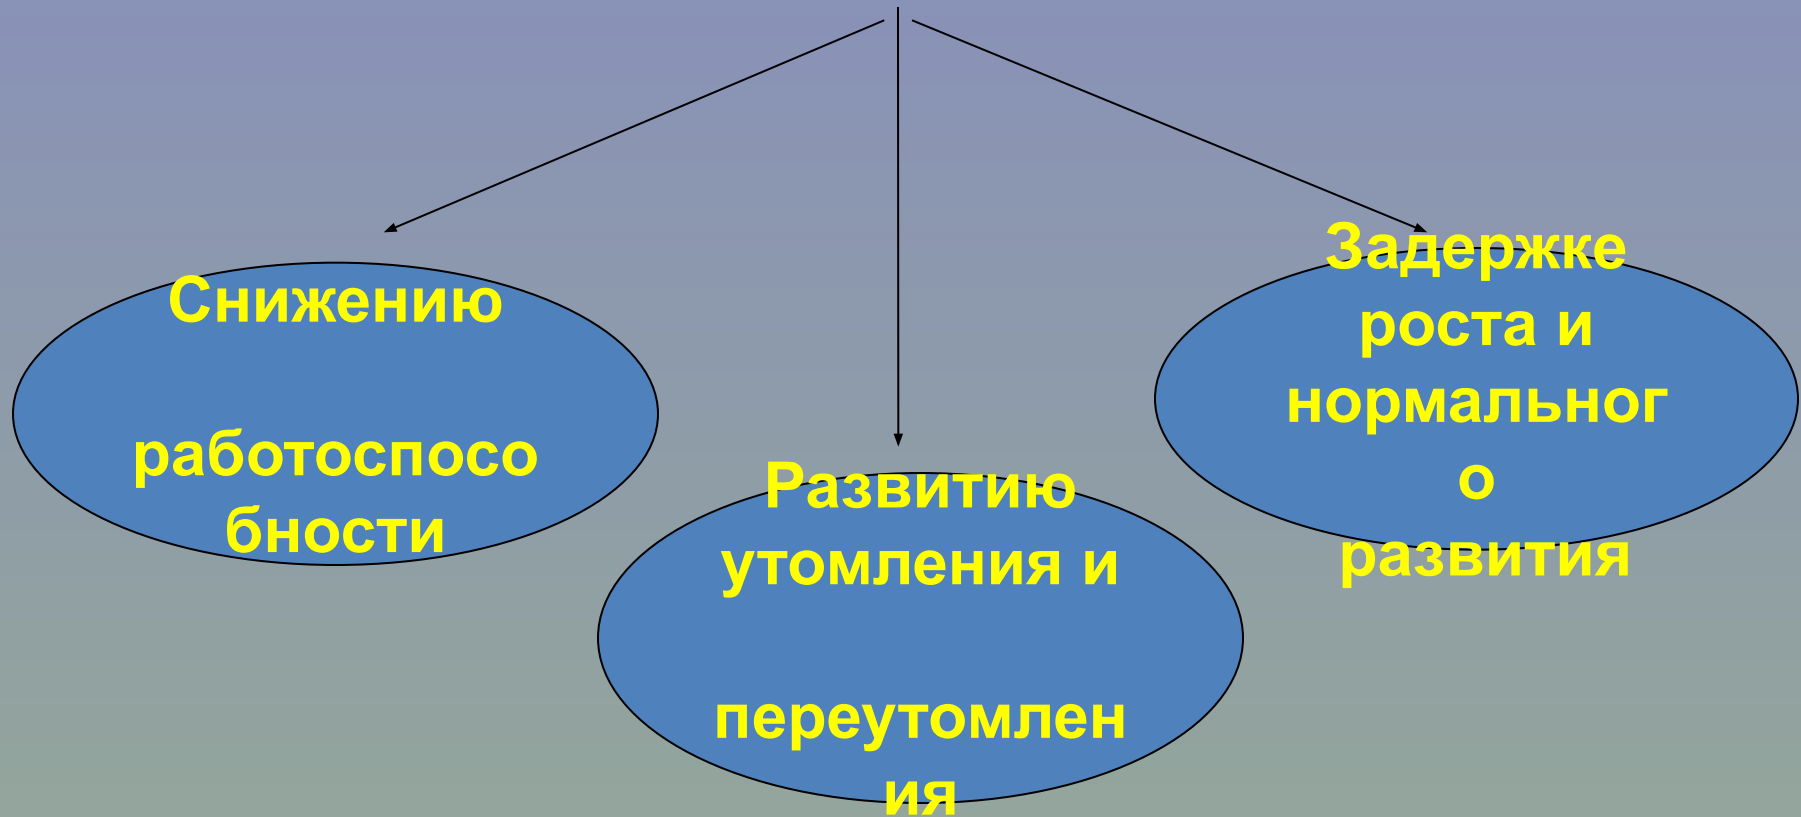 Снижению
работоспосо
бности
Развитию
утомления и
переутомлен
ия
Задержке
роста и
нормальног
о
развития